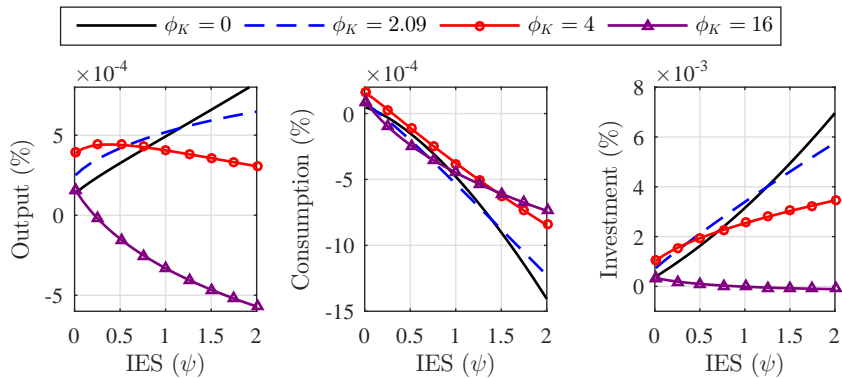 ϕ_K = 0 ϕ_K = 2.09 ϕ_K = 4 ϕ_K = 16
×10^-4
Output (%)
5
0
-5
0 0.5 1 1.5 2
IES (ψ)
×10^-4
Consumption (%)
0
-5
-10
-15
0 0.5 1 1.5 2
IES (ψ)
×10^-3
Investment (%)
8
6
4
2
0
0 0.5 1 1.5 2
IES (ψ)